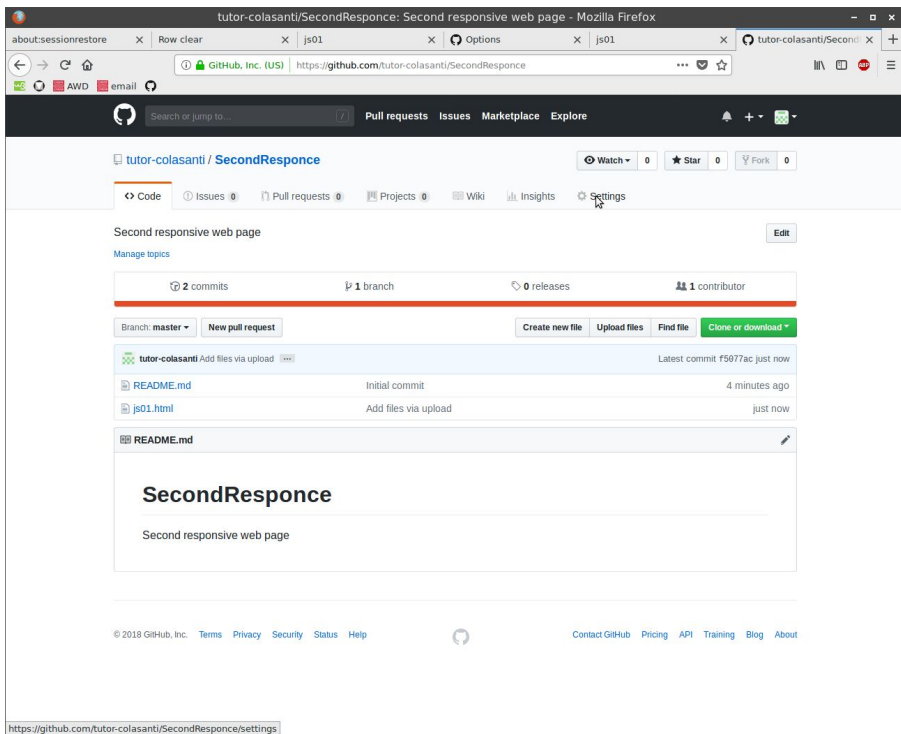 tutor-colasanti/SecondResponce: Second responsive web page - Mozilla Firefox
about:sessionrestore Row clear js01 Options js01 tutor-colasanti/Second
GitHub, Inc. (US) https://github.com/tutor-colasanti/SecondResponce
AWD email
Search or jump to... / Pull requests Issues Marketplace Explore
tutor-colasanti / SecondResponce Watch 0 Star 0 Fork 0
Code Issues 0 Pull requests 0 Projects 0 Wiki Insights Settings
Second responsive web page Edit
Manage topics
2 commits 1 branch 0 releases 1 contributor
Branch: master New pull request Create new file Upload files Find file Clone or download
tutor-colasanti Add files via upload ... Latest commit f5077ac just now
README.md Initial commit 4 minutes ago
js01.html Add files via upload just now
README.md
SecondResponce
Second responsive web page
© 2018 GitHub, Inc. Terms Privacy Security Status Help Contact GitHub Pricing API Training Blog About
https://github.com/tutor-colasanti/SecondResponce/settings